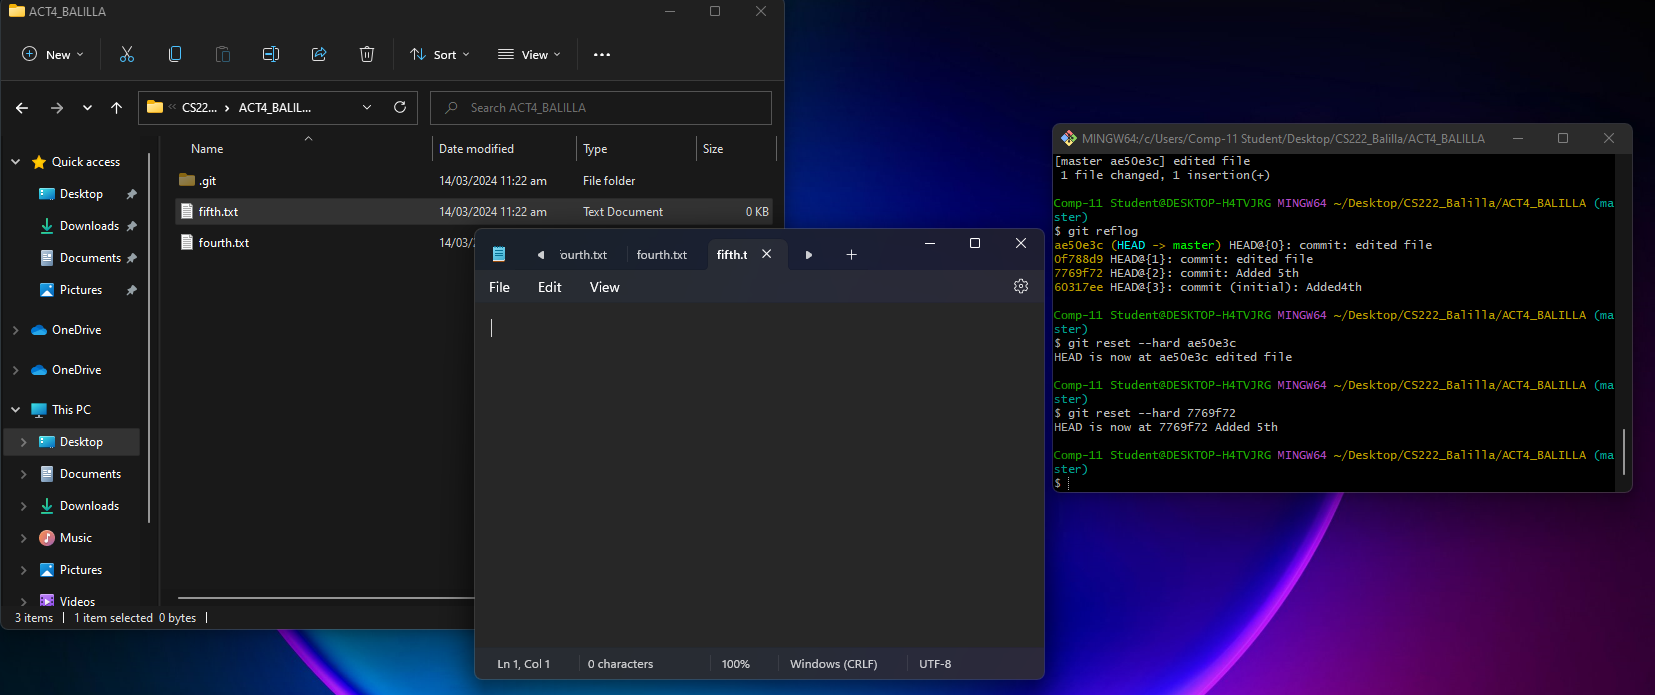 ACT4_BALILLA
New
Sort
View
CS22... › ACT4_BALIL...
Search ACT4_BALILLA
Name Date modified Type Size
.git 14/03/2024 11:22 am File folder
fifth.txt 14/03/2024 11:22 am Text Document 0 KB
fourth.txt 14/03/
Quick access
Desktop
Downloads
Documents
Pictures
OneDrive
OneDrive
This PC
Desktop
Documents
Downloads
Music
Pictures
Videos
3 items 1 item selected 0 bytes
ourth.txt fourth.txt fifth.t
File Edit View
Ln 1, Col 1 0 characters 100% Windows (CRLF) UTF-8
MINGW64:/c/Users/Comp-11 Student/Desktop/CS222_Balilla/ACT4_BALILLA
[master ae50e3c] edited file
1 file changed, 1 insertion(+)
Comp-11 Student@DESKTOP-H4TVJRG MINGW64 ~/Desktop/CS222_Balilla/ACT4_BALILLA (ma
ster)
$ git reflog
ae50e3c (HEAD -> master) HEAD@{0}: commit: edited file
0f788d9 HEAD@{1}: commit: edited file
7769f72 HEAD@{2}: commit: Added 5th
60317ee HEAD@{3}: commit (initial): Added4th
Comp-11 Student@DESKTOP-H4TVJRG MINGW64 ~/Desktop/CS222_Balilla/ACT4_BALILLA (ma
ster)
$ git reset --hard ae50e3c
HEAD is now at ae50e3c edited file
Comp-11 Student@DESKTOP-H4TVJRG MINGW64 ~/Desktop/CS222_Balilla/ACT4_BALILLA (ma
ster)
$ git reset --hard 7769f72
HEAD is now at 7769f72 Added 5th
Comp-11 Student@DESKTOP-H4TVJRG MINGW64 ~/Desktop/CS222_Balilla/ACT4_BALILLA (ma
ster)
$